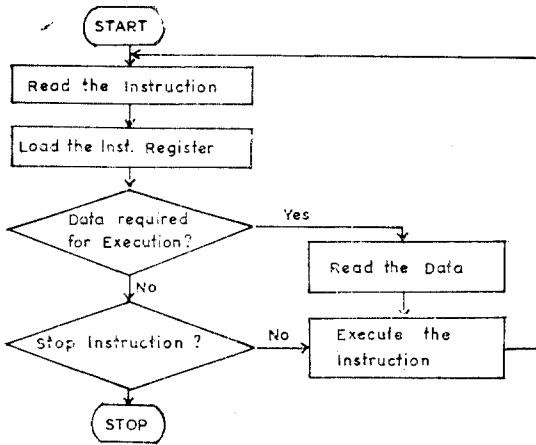 START
Read the Instruction
Load the Inst. Register
Data required
for Execution?
Yes
Read the Data
No
Stop Instruction ?
No
Execute the
Instruction
STOP